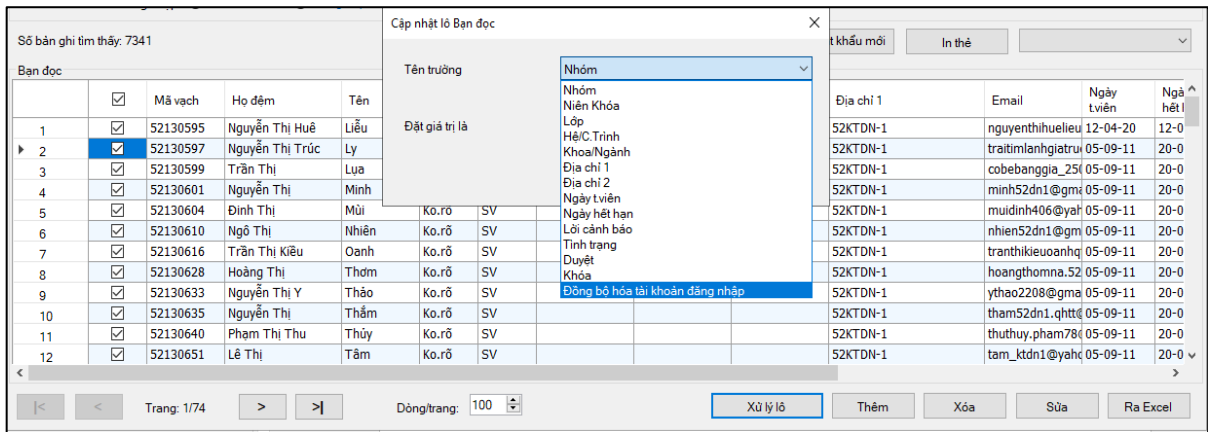 Cập nhật lô Bạn đọc
Số bản ghi tìm thấy: 7341
t khẩu mới In thẻ
Bạn đọc
Tên trường Nhóm
Mã vạch Họ đệm Tên Địa chỉ 1 Email Ngày t.viên
Nhóm
Niên Khóa
Lớp
Hệ/C.Trình
Khoa/Ngành
Địa chỉ 1
Địa chỉ 2
Ngày t.viên
Ngày hết hạn
Lời cảnh báo
Tình trạng
Duyệt
Khóa
Đồng bộ hóa tài khoản đăng nhập
Đặt giá trị là
1 52130595 Nguyễn Thị Huê Liễu 52KTDN-1 nguyenthihuelieu 12-04-20 12-0
2 52130597 Nguyễn Thị Trúc Ly 52KTDN-1 traitimlanhgiatru 05-09-11 20-0
3 52130599 Trần Thị Lụa 52KTDN-1 cobebanggia_25 05-09-11 20-0
4 52130601 Nguyễn Thị Minh 52KTDN-1 minh52dn1@gma 05-09-11 20-0
5 52130604 Đinh Thị Mùi Ko.rõ SV 52KTDN-1 muidinh406@yah 05-09-11 20-0
6 52130610 Ngô Thị Nhiên Ko.rõ SV 52KTDN-1 nhien52dn1@gm 05-09-11 20-0
7 52130616 Trần Thị Kiều Oanh Ko.rõ SV 52KTDN-1 tranthikieuoanhq 05-09-11 20-0
8 52130628 Hoàng Thị Thơm Ko.rõ SV 52KTDN-1 hoangthomna.52 05-09-11 20-0
9 52130633 Nguyễn Thị Y Thảo Ko.rõ SV 52KTDN-1 ythao2208@gma 05-09-11 20-0
10 52130635 Nguyễn Thị Thắm Ko.rõ SV 52KTDN-1 tham52dn1.qhtt 05-09-11 20-0
11 52130640 Phạm Thị Thu Thủy Ko.rõ SV 52KTDN-1 thuthuy.pham78 05-09-11 20-0
12 52130651 Lê Thị Tâm Ko.rõ SV 52KTDN-1 tam_ktdn1@yah 05-09-11 20-0
Trang: 1/74 Dòng/trang: 100 Xử lý lô Thêm Xóa Sửa Ra Excel